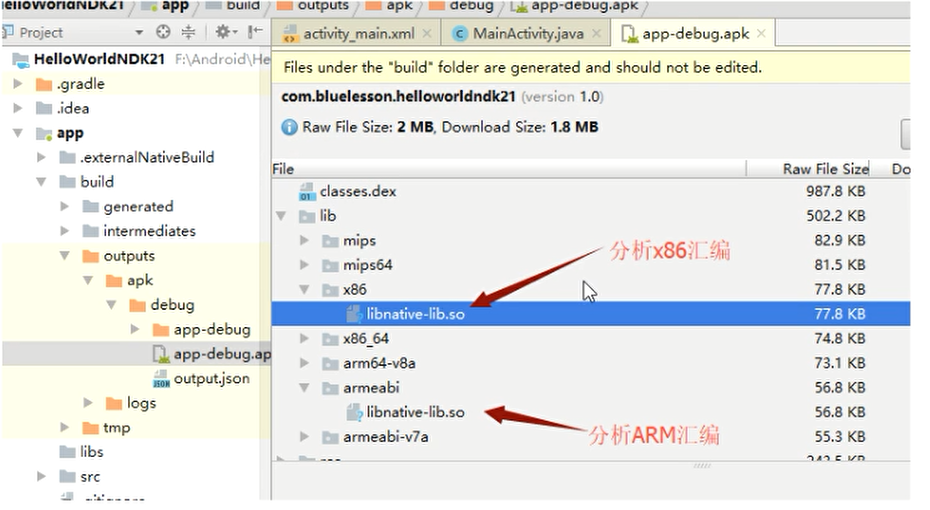 elloWorldNDK21 app build outputs apk debug app-debug.apk
Project activity_main.xml MainActivity.java app-debug.apk
HelloWorldNDK21 F:\Android\He
.gradle
.idea
app
.externalNativeBuild
build
generated
intermediates
outputs
apk
debug
app-debug
app-debug.ap
output.json
logs
tmp
libs
src
.gitignore
Files under the "build" folder are generated and should not be edited.
com.bluelesson.helloworldndk21 (version 1.0)
Raw File Size: 2 MB, Download Size: 1.8 MB
File Raw File Size Do
classes.dex 987.8 KB
lib 502.2 KB
mips 82.9 KB
mips64 81.5 KB
x86 77.8 KB
libnative-lib.so 77.8 KB
x86_64 74.8 KB
arm64-v8a 73.1 KB
armeabi 56.8 KB
libnative-lib.so 56.8 KB
armeabi-v7a 55.3 KB
分析x86汇编
分析ARM汇编